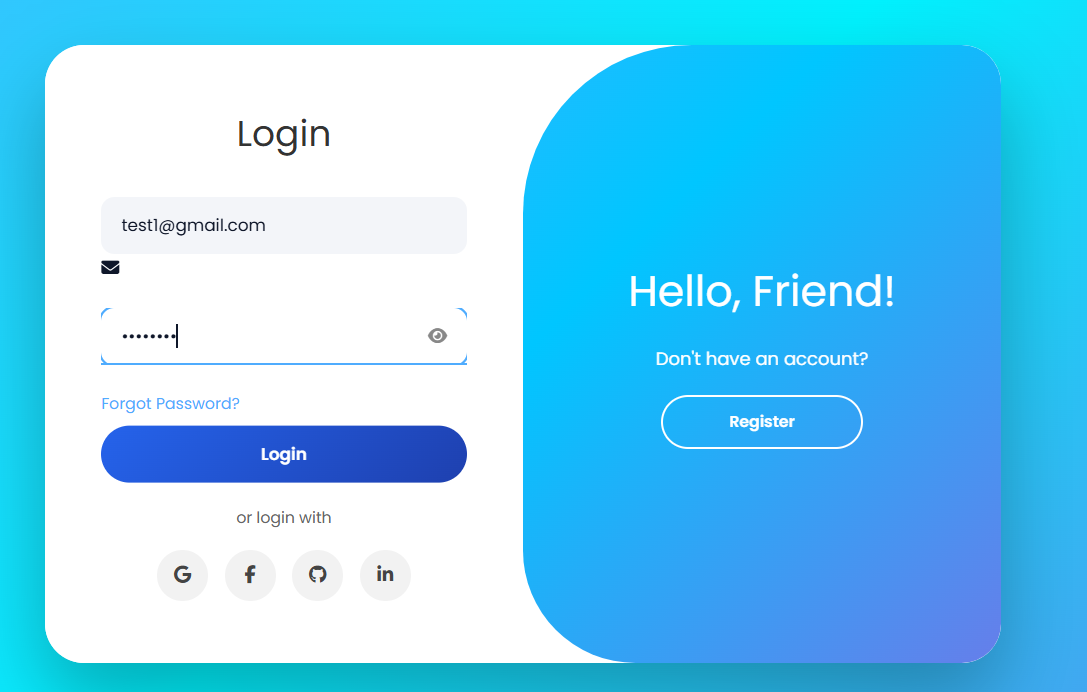 Login
test1@gmail.com
••••••••
Forgot Password?
Login
or login with
Hello, Friend!
Don't have an account?
Register